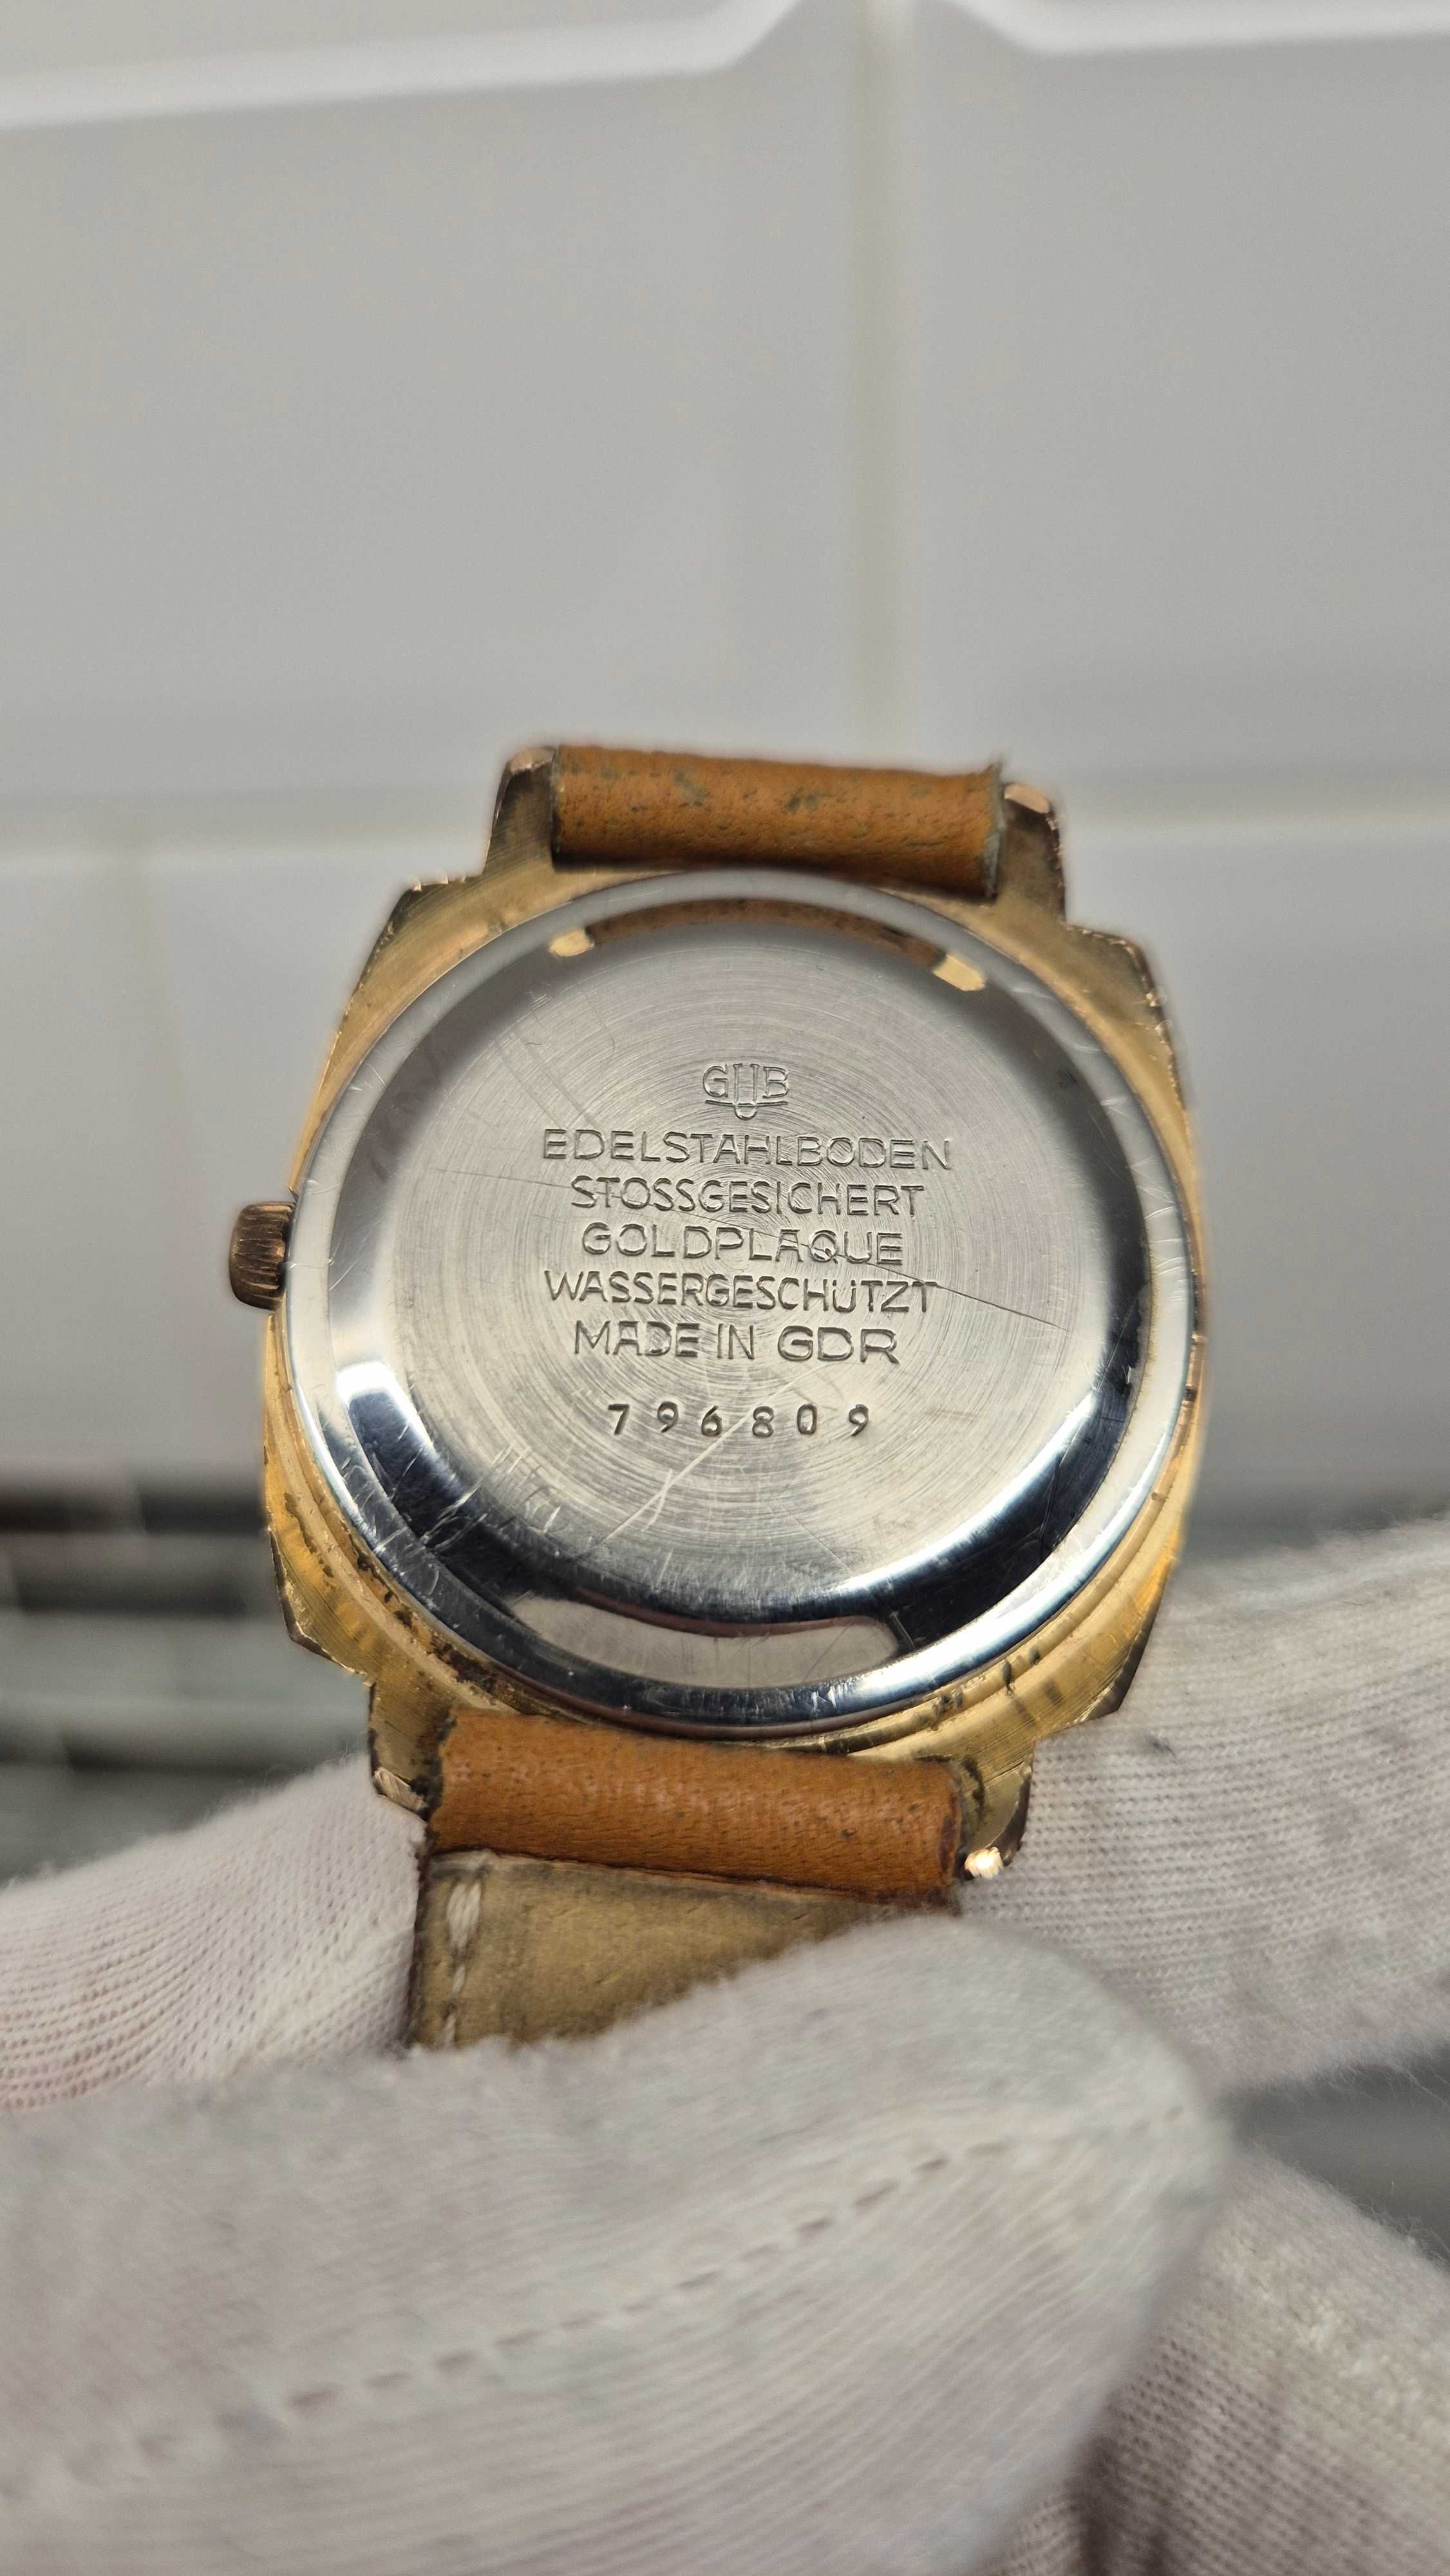 GUB
EDELSTAHLBODEN
STOSSGESICHERT
GOLDPLAQUE
WASSERGESCHÜTZT
MADE IN GDR
796809